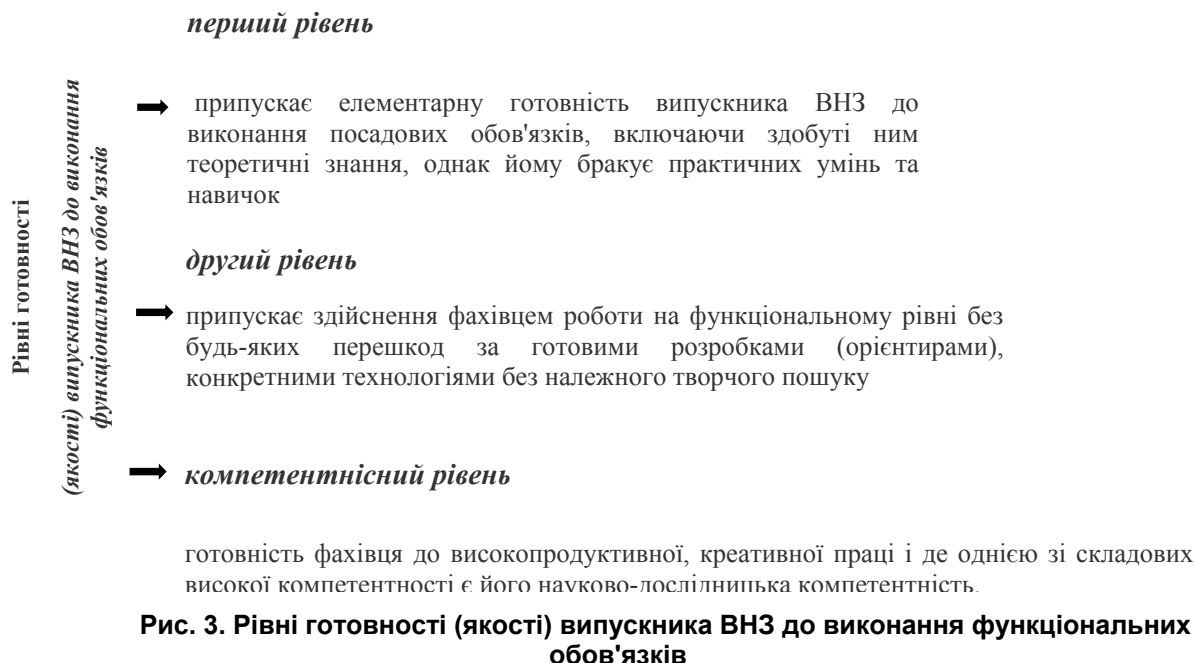 перший рівень
Рівні готовності
(якості) випускника ВНЗ до виконання
функціональних обов'язків
припускає елементарну готовність випускника ВНЗ до
виконання посадових обов'язків, включаючи здобуті ним
теоретичні знання, однак йому бракує практичних умінь та
навичок
другий рівень
припускає здійснення фахівцем роботи на функціональному рівні без
будь-яких перешкод за готовими розробками (орієнтирами),
конкретними технологіями без належного творчого пошуку
компетентнісний рівень
готовність фахівця до високопродуктивної, креативної праці і де однією зі складових
високої компетентності є його науково-дослідницька компетентність.
Рис. 3. Рівні готовності (якості) випускника ВНЗ до виконання функціональних
обов'язків